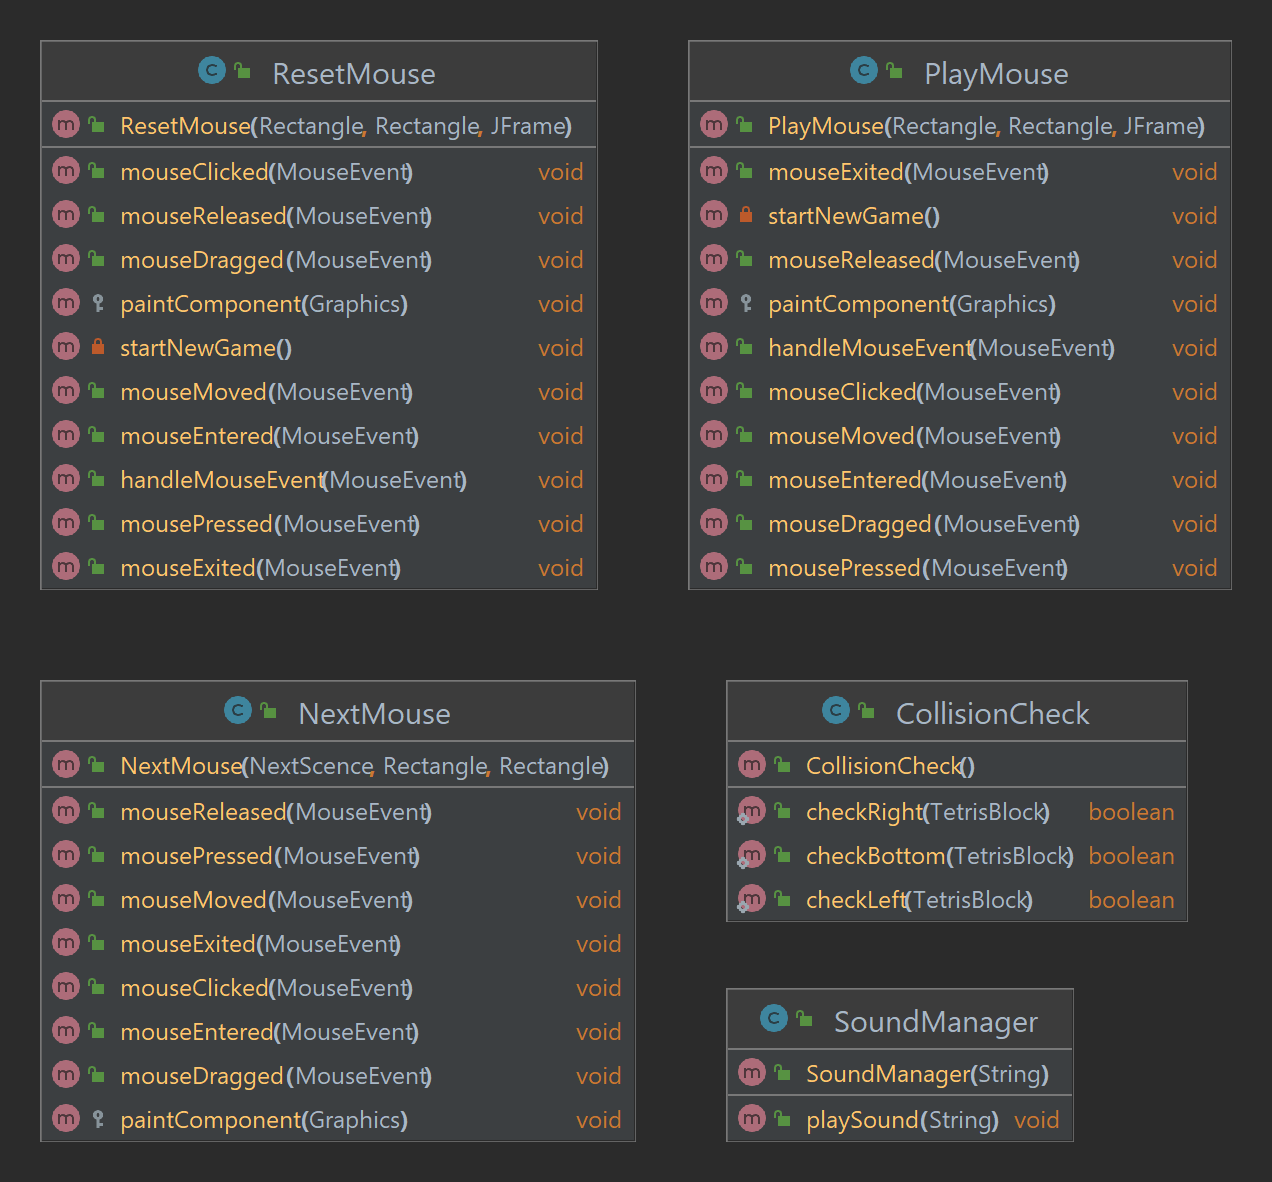 ResetMouse
ResetMouse(Rectangle, Rectangle, JFrame)
mouseClicked(MouseEvent) void
mouseReleased(MouseEvent) void
mouseDragged(MouseEvent) void
paintComponent(Graphics) void
startNewGame() void
mouseMoved(MouseEvent) void
mouseEntered(MouseEvent) void
handleMouseEvent(MouseEvent) void
mousePressed(MouseEvent) void
mouseExited(MouseEvent) void
PlayMouse
PlayMouse(Rectangle, Rectangle, JFrame)
mouseExited(MouseEvent) void
startNewGame() void
mouseReleased(MouseEvent) void
paintComponent(Graphics) void
handleMouseEvent(MouseEvent) void
mouseClicked(MouseEvent) void
mouseMoved(MouseEvent) void
mouseEntered(MouseEvent) void
mouseDragged(MouseEvent) void
mousePressed(MouseEvent) void
NextMouse
NextMouse(NextScence, Rectangle, Rectangle)
mouseReleased(MouseEvent) void
mousePressed(MouseEvent) void
mouseMoved(MouseEvent) void
mouseExited(MouseEvent) void
mouseClicked(MouseEvent) void
mouseEntered(MouseEvent) void
mouseDragged(MouseEvent) void
paintComponent(Graphics) void
CollisionCheck
CollisionCheck()
checkRight(TetrisBlock) boolean
checkBottom(TetrisBlock) boolean
checkLeft(TetrisBlock) boolean
SoundManager
SoundManager(String)
playSound(String) void